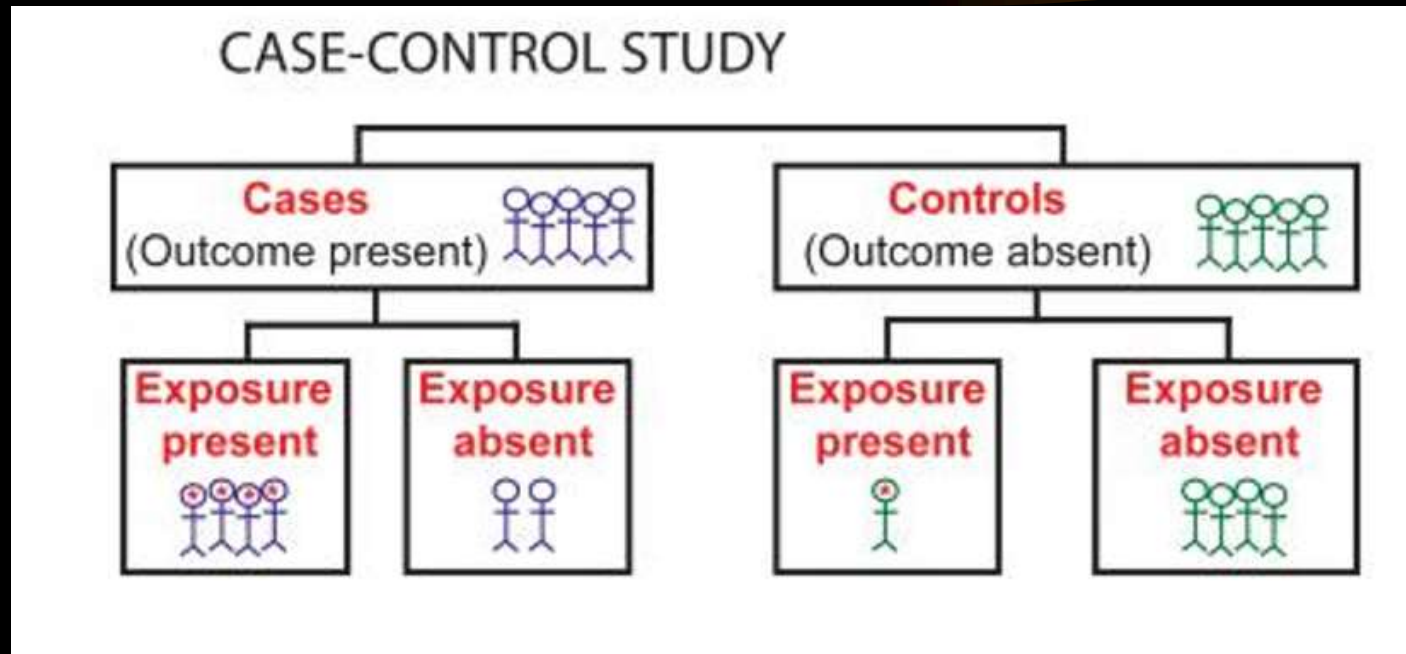 CASE-CONTROL STUDY
Cases
(Outcome present)
Controls
(Outcome absent)
Exposure
present
Exposure
absent
Exposure
present
Exposure
absent